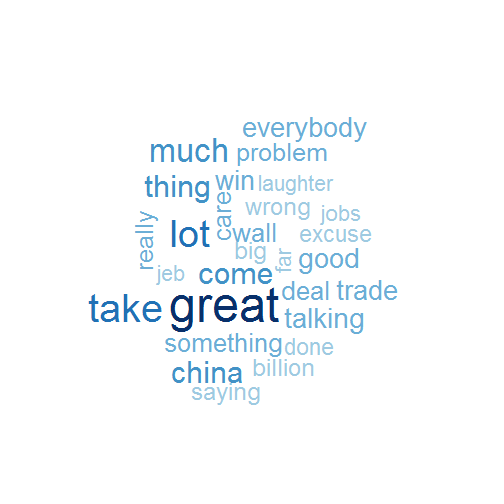 everybody
much problem
thing win laughter
care wrong jobs
really lot wall excuse
big far good
jeb come
take great deal trade
talking
something done
china billion
saying